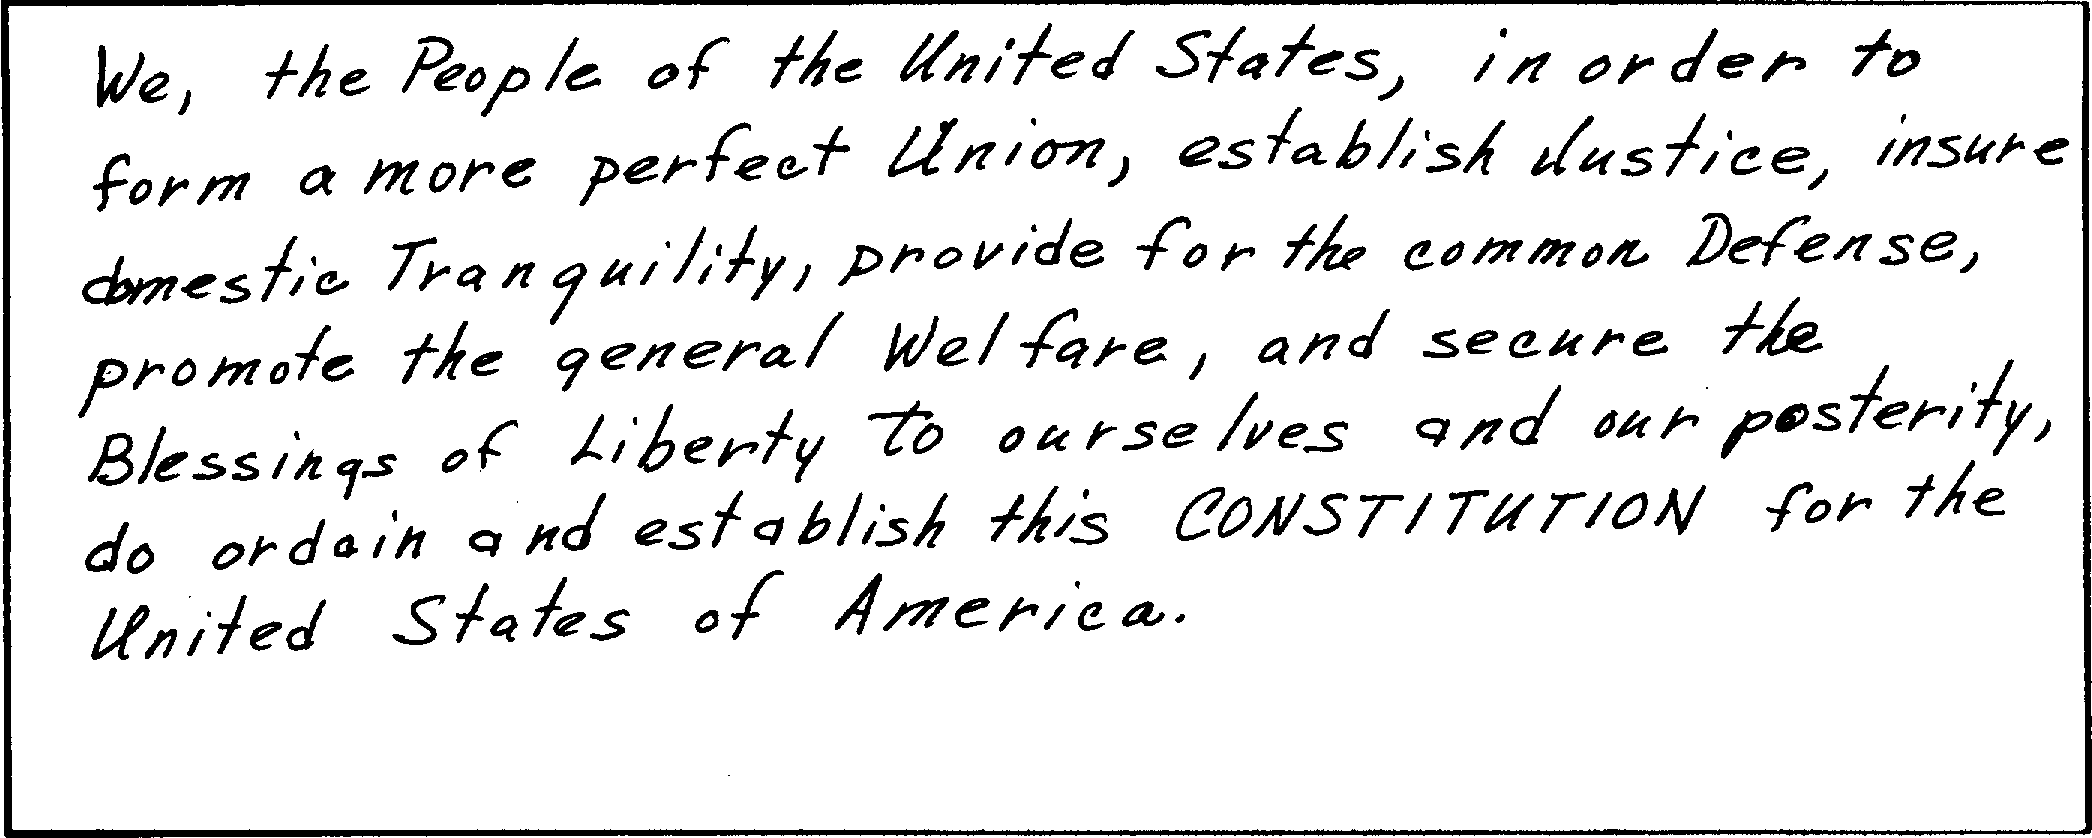 We, the People of the United States, in order to
form a more perfect Union, establish Justice, insure
domestic Tranquility, provide for the common Defense,
promote the general Welfare, and secure the
Blessings of Liberty to ourselves and our posterity,
do ordain and establish this CONSTITUTION for the
United States of America.